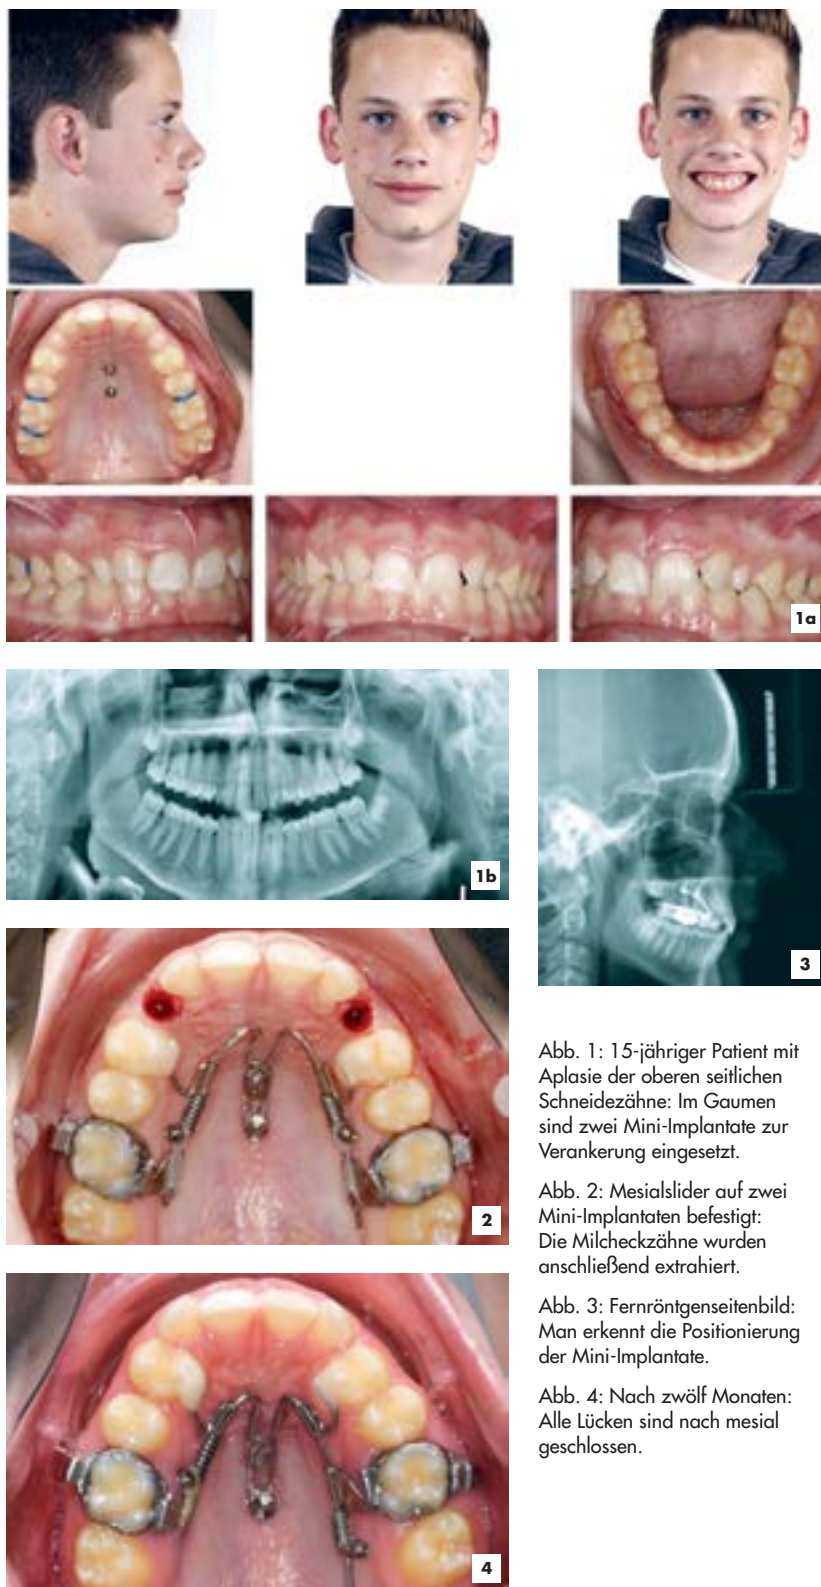 1a
1b
3
2
Abb. 1: 15-jähriger Patient mit
Aplasie der oberen seitlichen
Schneidezähne: Im Gaumen
sind zwei Mini-Implantate zur
Verankerung eingesetzt.
Abb. 2: Mesialslider auf zwei
Mini-Implantaten befestigt:
Die Milcheckzähne wurden
anschließend extrahiert.
Abb. 3: Fernröntgenseitenbild:
Man erkennt die Positionierung
der Mini-Implantate.
Abb. 4: Nach zwölf Monaten:
Alle Lücken sind nach mesial
geschlossen.
4